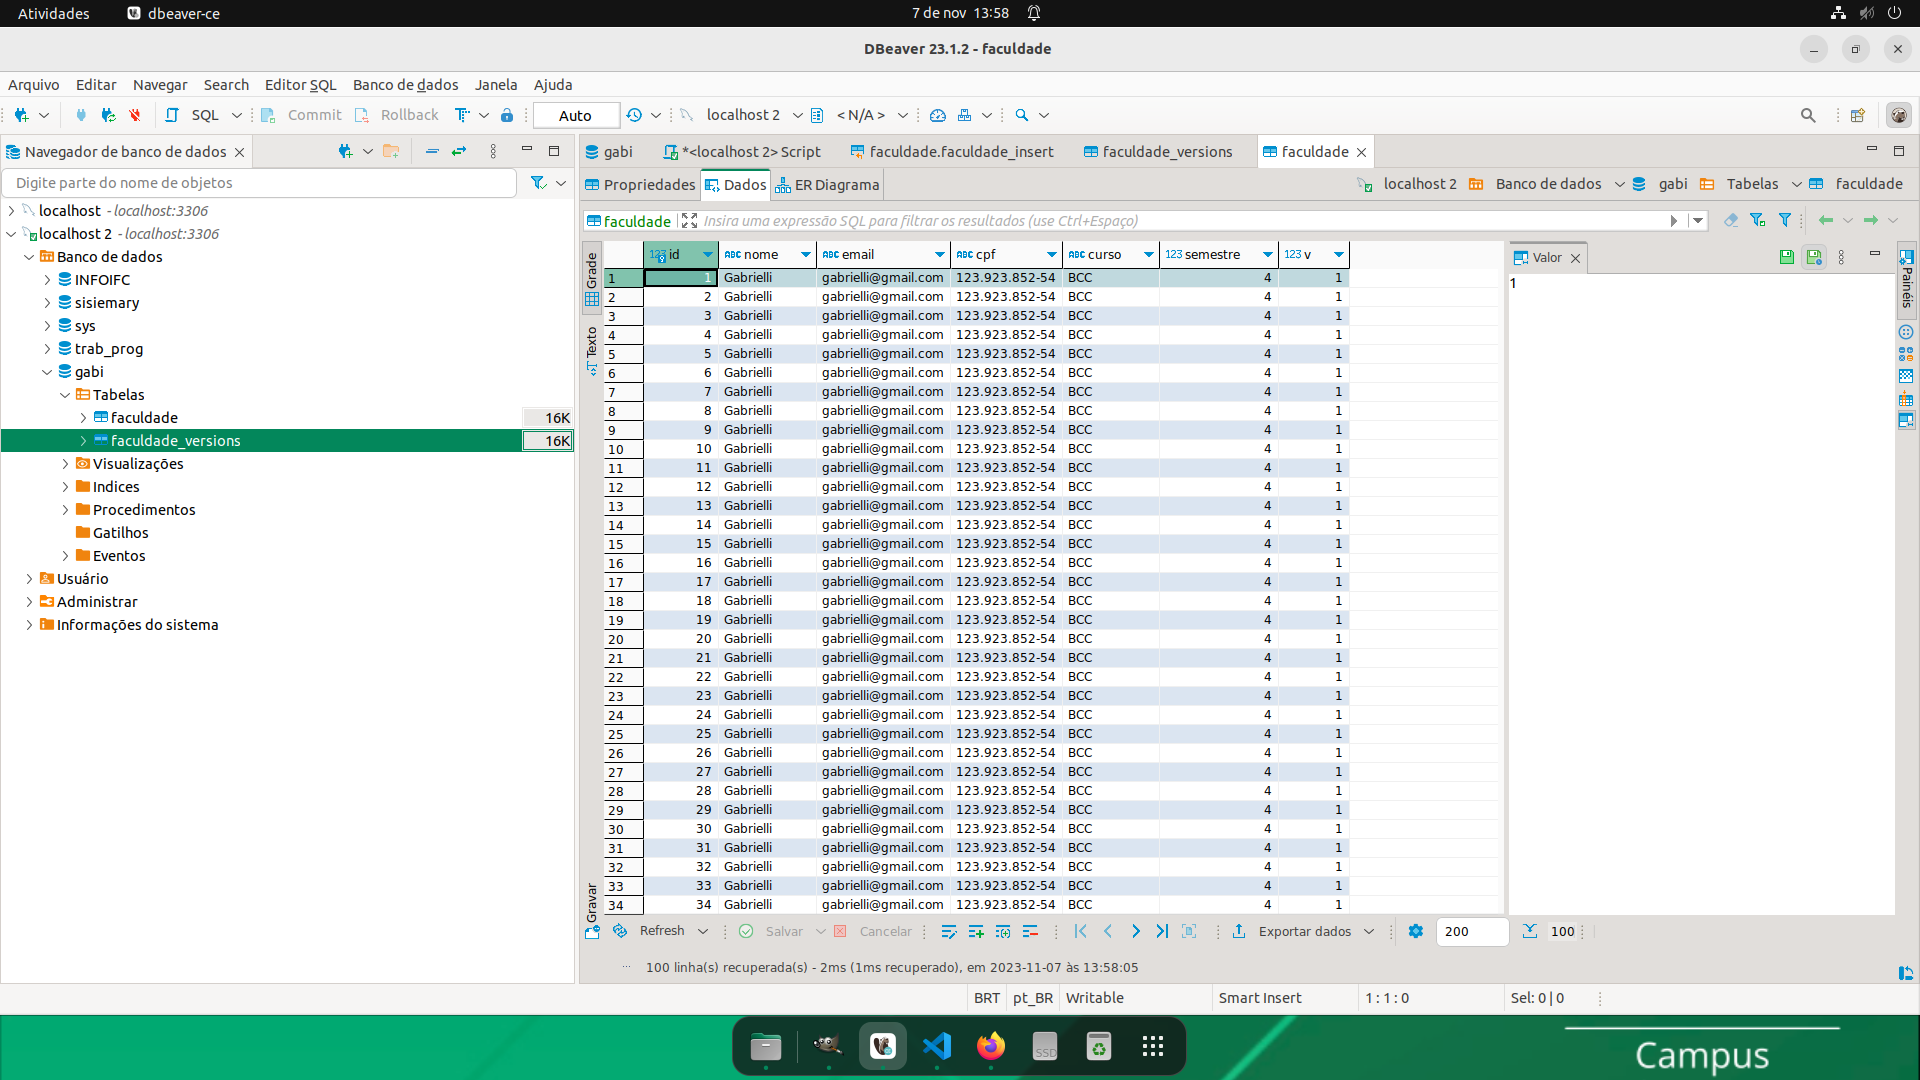 Atividades dbeaver-ce 7 de nov 13:58
DBeaver 23.1.2 - faculdade
Arquivo Editar Navegar Search Editor SQL Banco de dados Janela Ajuda
SQL Commit Rollback Auto localhost 2 < N/A >
Navegador de banco de dados
Digite parte do nome de objetos
localhost - localhost:3306
localhost 2 - localhost:3306
Banco de dados
INFOIFC
sisiemary
sys
trab_prog
gabi
Tabelas
faculdade 16K
faculdade_versions 16K
Visualizações
Indices
Procedimentos
Gatilhos
Eventos
Usuário
Administrar
Informações do sistema
gabi *<localhost 2> Script faculdade.faculdade_insert faculdade_versions faculdade
Propriedades Dados ER Diagrama localhost 2 Banco de dados gabi Tabelas faculdade
faculdade Insira uma expressão SQL para filtrar os resultados (use Ctrl+Espaço)
Grade
Texto
Gravar
123 id ABC nome ABC email ABC cpf ABC curso 123 semestre 123 v
1 1 Gabrielli gabrielli@gmail.com 123.923.852-54 BCC 4 1
2 2 Gabrielli gabrielli@gmail.com 123.923.852-54 BCC 4 1
3 3 Gabrielli gabrielli@gmail.com 123.923.852-54 BCC 4 1
4 4 Gabrielli gabrielli@gmail.com 123.923.852-54 BCC 4 1
5 5 Gabrielli gabrielli@gmail.com 123.923.852-54 BCC 4 1
6 6 Gabrielli gabrielli@gmail.com 123.923.852-54 BCC 4 1
7 7 Gabrielli gabrielli@gmail.com 123.923.852-54 BCC 4 1
8 8 Gabrielli gabrielli@gmail.com 123.923.852-54 BCC 4 1
9 9 Gabrielli gabrielli@gmail.com 123.923.852-54 BCC 4 1
10 10 Gabrielli gabrielli@gmail.com 123.923.852-54 BCC 4 1
11 11 Gabrielli gabrielli@gmail.com 123.923.852-54 BCC 4 1
12 12 Gabrielli gabrielli@gmail.com 123.923.852-54 BCC 4 1
13 13 Gabrielli gabrielli@gmail.com 123.923.852-54 BCC 4 1
14 14 Gabrielli gabrielli@gmail.com 123.923.852-54 BCC 4 1
15 15 Gabrielli gabrielli@gmail.com 123.923.852-54 BCC 4 1
16 16 Gabrielli gabrielli@gmail.com 123.923.852-54 BCC 4 1
17 17 Gabrielli gabrielli@gmail.com 123.923.852-54 BCC 4 1
18 18 Gabrielli gabrielli@gmail.com 123.923.852-54 BCC 4 1
19 19 Gabrielli gabrielli@gmail.com 123.923.852-54 BCC 4 1
20 20 Gabrielli gabrielli@gmail.com 123.923.852-54 BCC 4 1
21 21 Gabrielli gabrielli@gmail.com 123.923.852-54 BCC 4 1
22 22 Gabrielli gabrielli@gmail.com 123.923.852-54 BCC 4 1
23 23 Gabrielli gabrielli@gmail.com 123.923.852-54 BCC 4 1
24 24 Gabrielli gabrielli@gmail.com 123.923.852-54 BCC 4 1
25 25 Gabrielli gabrielli@gmail.com 123.923.852-54 BCC 4 1
26 26 Gabrielli gabrielli@gmail.com 123.923.852-54 BCC 4 1
27 27 Gabrielli gabrielli@gmail.com 123.923.852-54 BCC 4 1
28 28 Gabrielli gabrielli@gmail.com 123.923.852-54 BCC 4 1
29 29 Gabrielli gabrielli@gmail.com 123.923.852-54 BCC 4 1
30 30 Gabrielli gabrielli@gmail.com 123.923.852-54 BCC 4 1
31 31 Gabrielli gabrielli@gmail.com 123.923.852-54 BCC 4 1
32 32 Gabrielli gabrielli@gmail.com 123.923.852-54 BCC 4 1
33 33 Gabrielli gabrielli@gmail.com 123.923.852-54 BCC 4 1
34 34 Gabrielli gabrielli@gmail.com 123.923.852-54 BCC 4 1
Valor
1
Painéis
Refresh Salvar Cancelar Exportar dados 200 100
100 linha(s) recuperada(s) - 2ms (1ms recuperado), em 2023-11-07 às 13:58:05
BRT pt_BR Writable Smart Insert 1 : 1 : 0 Sel: 0 | 0
SSD
Campus